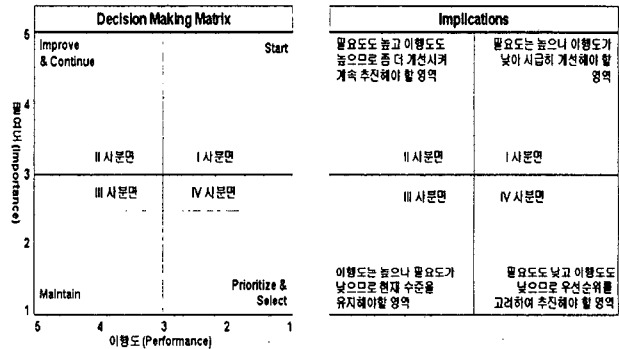 Decision Making Matrix
Improve
& Continue
Start
II 사분면
I 사분면
III 사분면
IV 사분면
Maintain
Prioritize &
Select
5
4
3
2
1
필요도 (Importance)
5
4
3
2
1
이행도 (Performance)
Implications
필요도도 높고 이행도도
높으므로 좀 더 개선시켜
계속 추진해야 할 영역
필요도는 높으나 이행도가
낮아 시급히 개선해야 할
영역
II 사분면
I 사분면
III 사분면
IV 사분면
이행도는 높으나 필요도가
낮으므로 현재 수준을
유지해야할 영역
필요도도 낮고 이행도도
낮으므로 우선순위를
고려하여 추진해야 할 영역